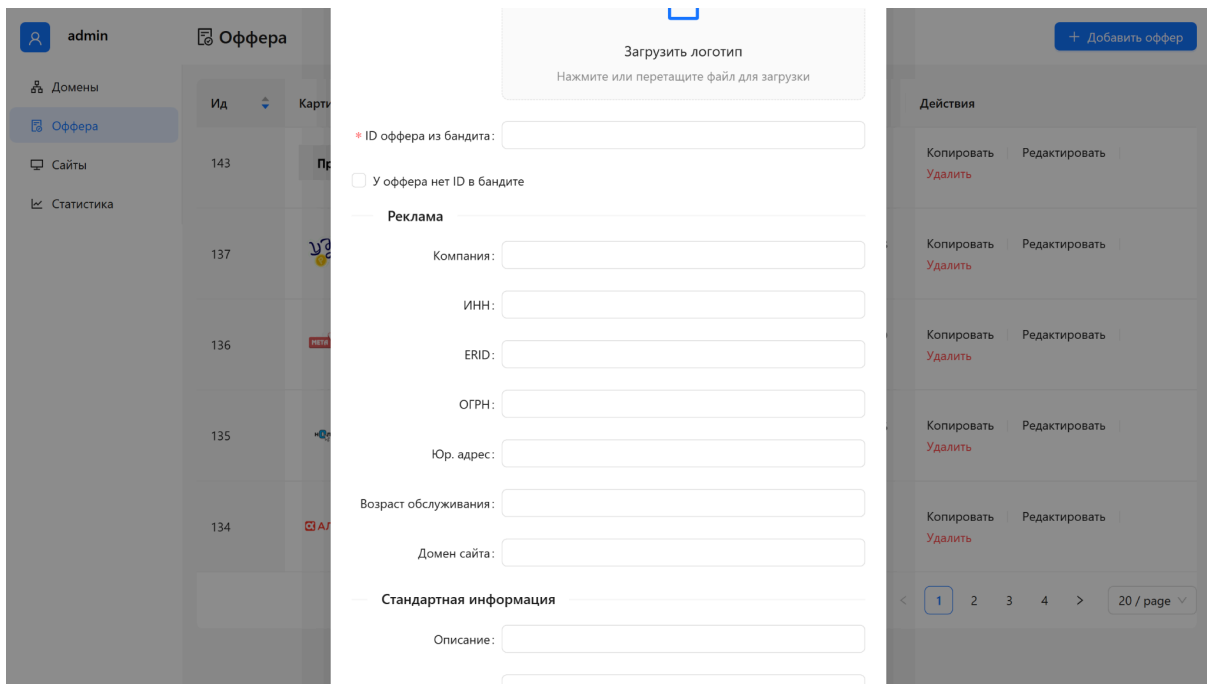 admin
Домены
Оффера
Сайты
Статистика
Оффера
+ Добавить оффер
Ид
Действия
143
Копировать Редактировать
Удалить
137
Копировать Редактировать
Удалить
136
Копировать Редактировать
Удалить
135
Копировать Редактировать
Удалить
134
Копировать Редактировать
Удалить
< 1 2 3 4 > 20 / page
Загрузить логотип
Нажмите или перетащите файл для загрузки
* ID оффера из бандита:
У оффера нет ID в бандите
Реклама
Компания:
ИНН:
ERID:
ОГРН:
Юр. адрес:
Возраст обслуживания:
Домен сайта:
Стандартная информация
Описание: